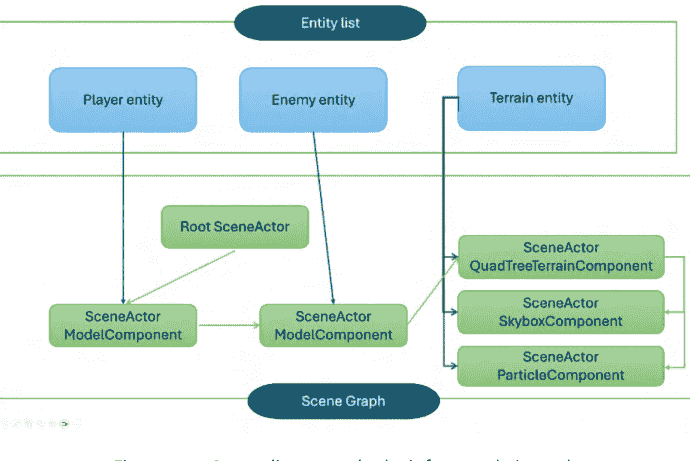 Entity list
Player entity
Enemy entity
Terrain entity
Root SceneActor
SceneActor
QuadTreeTerrainComponent
SceneActor
ModelComponent
SceneActor
ModelComponent
SceneActor
SkyboxComponent
SceneActor
ParticleComponent
Scene Graph